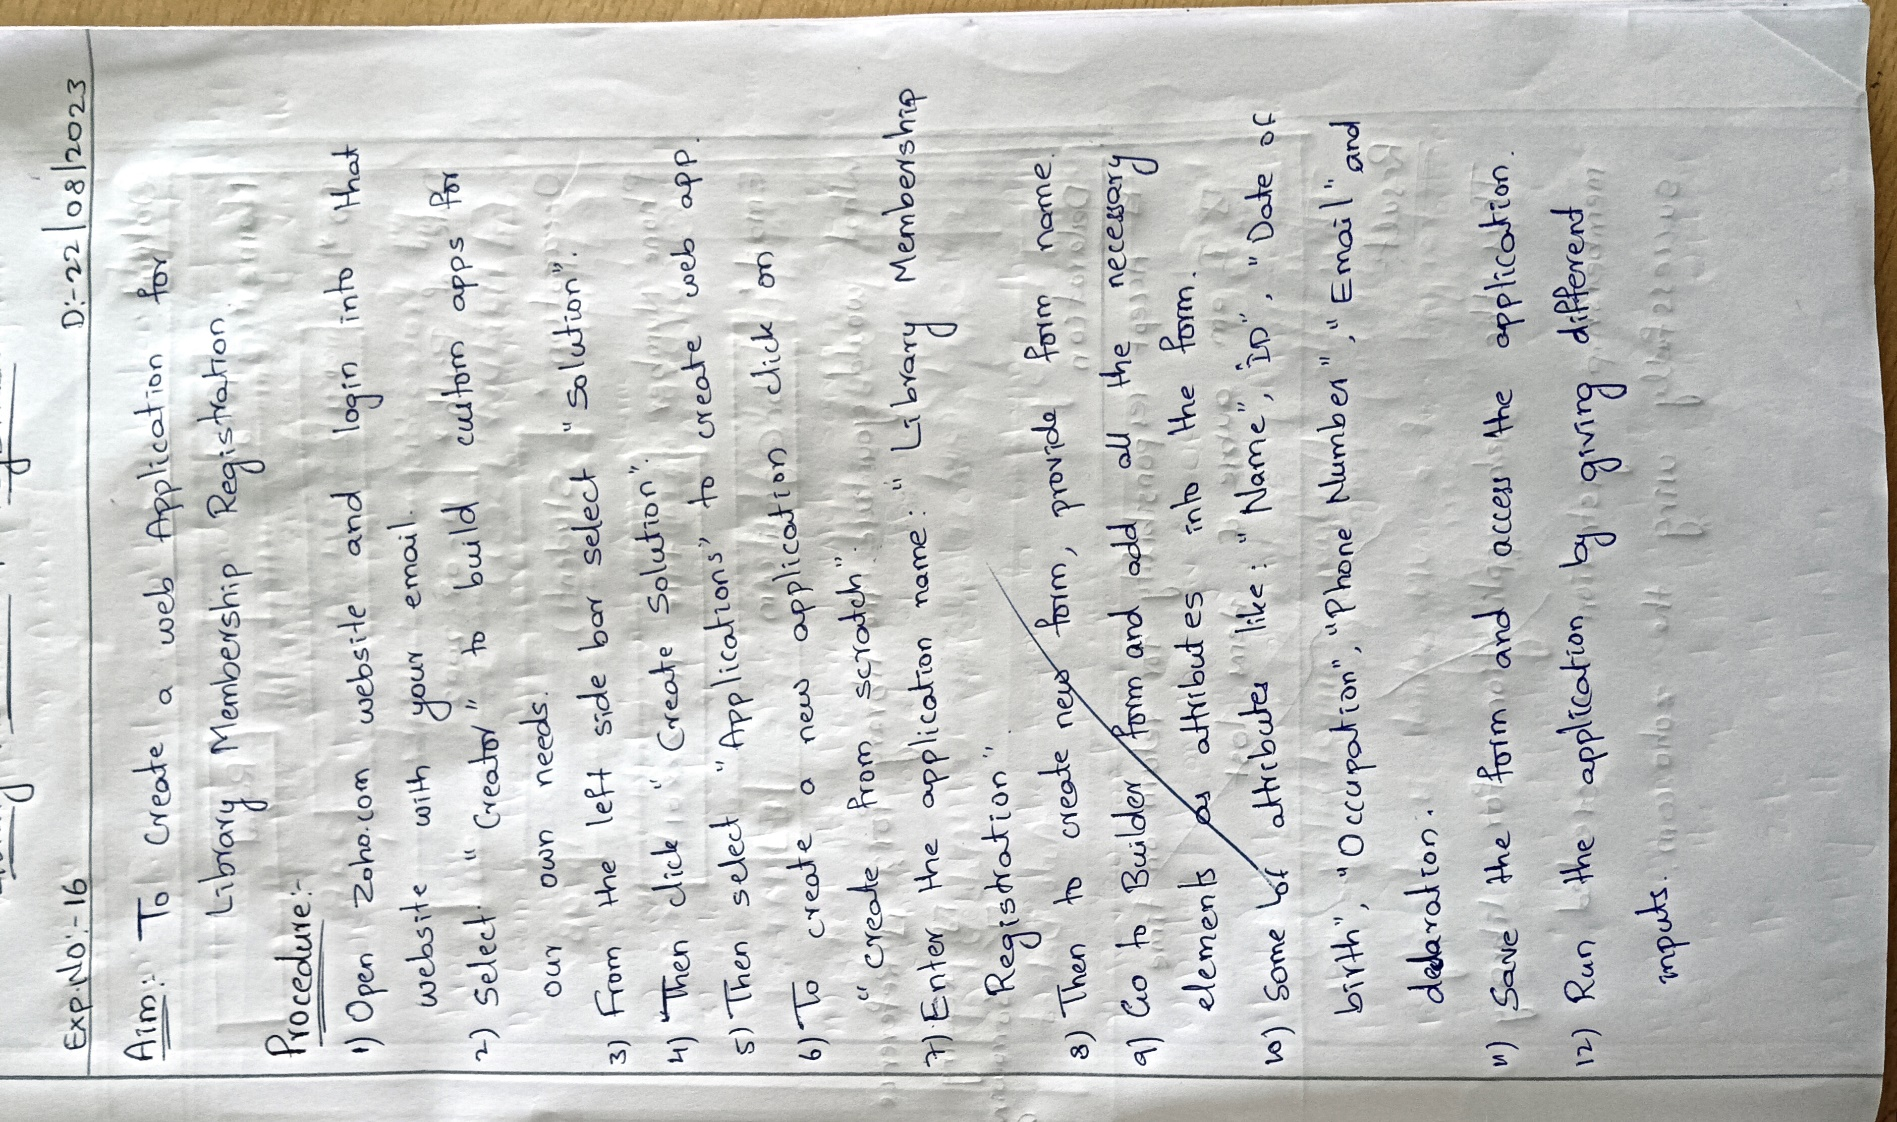 Exp.No:-16 D:-22/08/2023
Aim:- To Create a web Application for
Library Membership Registration.
Procedure:-
1) Open Zoho.com website and login into that
website with your email.
2) Select "Creator" to build custom apps for
our own needs.
3) From the left side bar select "Solution".
4) Then click "Create Solution".
5) Then select "Applications" to create web app.
6) To create a new application click on
"create from scratch".
7) Enter the application name: "Library Membership
Registration".
8) Then to create new form, provide form name.
9) Go to Builder form and add all the necessary
elements as attributes into the form.
10) Some of attributes like: "Name", "ID", "Date of
birth", "Occupation", "Phone Number", "Email" and
declaration.
11) Save the form and access the application.
12) Run the application by giving different
inputs.